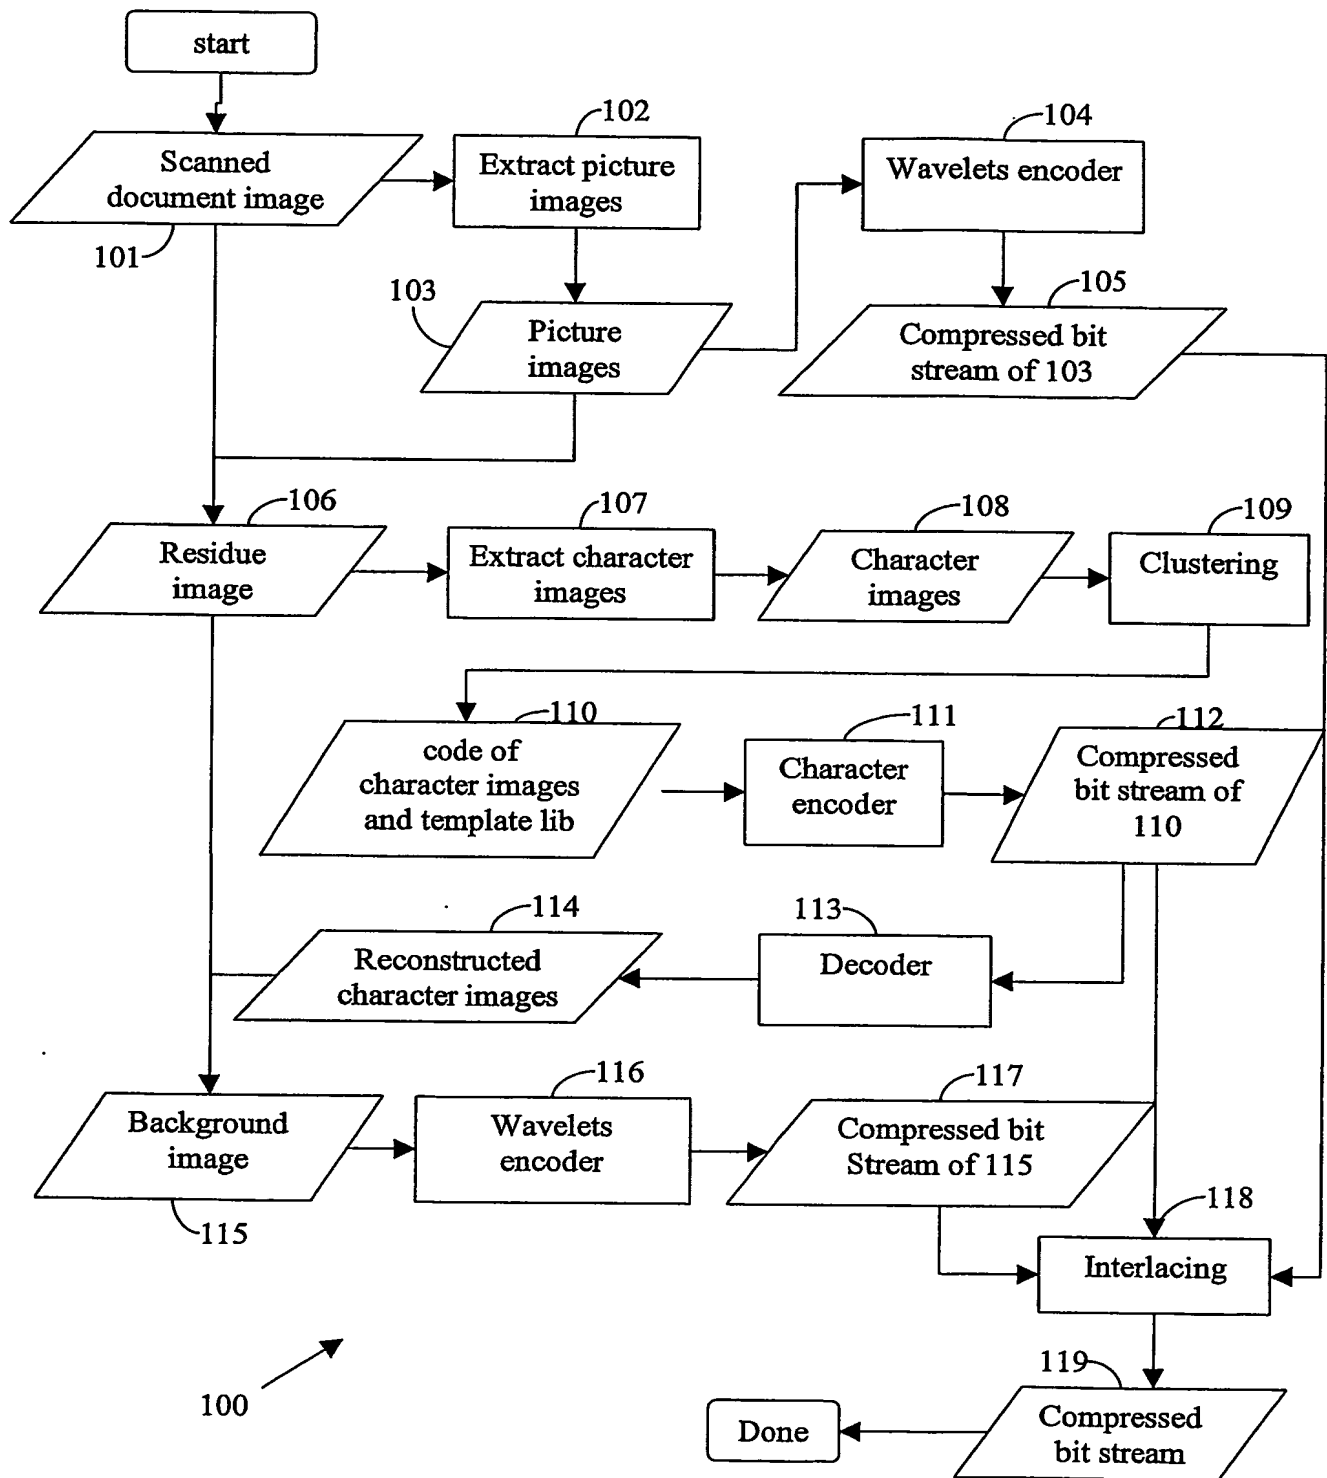 start
102
104
Scanned
document image
Extract picture
images
Wavelets encoder
101
103
105
Picture
images
Compressed bit
stream of 103
106
107
108
109
Residue
image
Extract character
images
Character
images
Clustering
110
111
112
code of
character images
and template lib
Character
encoder
Compressed
bit stream of
110
114
113
Reconstructed
character images
Decoder
116
117
Background
image
Wavelets
encoder
Compressed bit
Stream of 115
115
118
Interlacing
100
119
Done
Compressed
bit stream